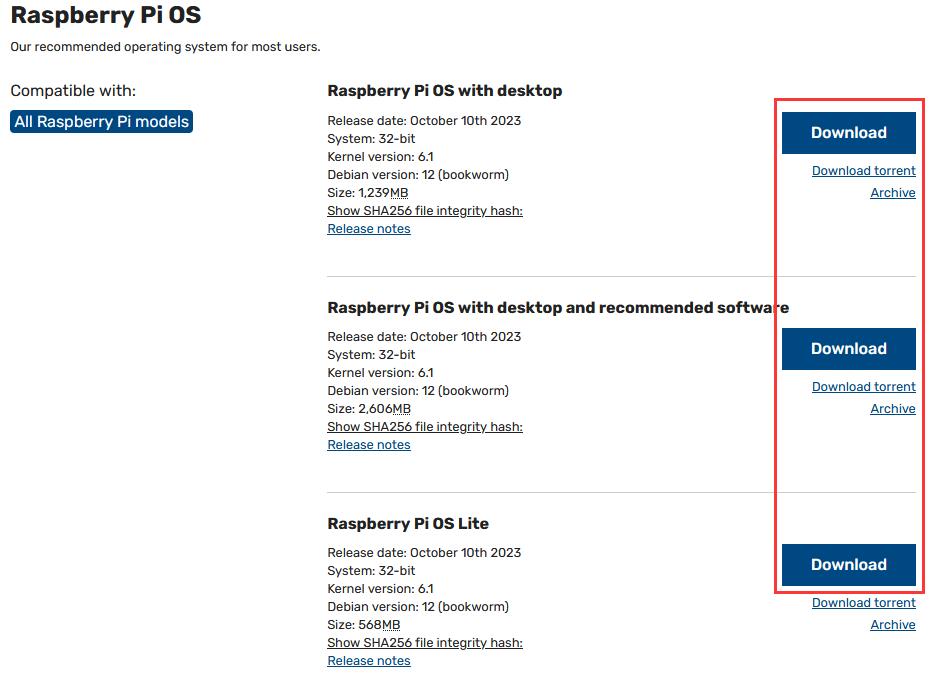 Raspberry Pi OS
Our recommended operating system for most users.
Compatible with:
All Raspberry Pi models
Raspberry Pi OS with desktop
Release date: October 10th 2023
System: 32-bit
Kernel version: 6.1
Debian version: 12 (bookworm)
Size: 1,239MB
Show SHA256 file integrity hash:
Release notes
Download
Download torrent
Archive
Raspberry Pi OS with desktop and recommended software
Release date: October 10th 2023
System: 32-bit
Kernel version: 6.1
Debian version: 12 (bookworm)
Size: 2,606MB
Show SHA256 file integrity hash:
Release notes
Download
Download torrent
Archive
Raspberry Pi OS Lite
Release date: October 10th 2023
System: 32-bit
Kernel version: 6.1
Debian version: 12 (bookworm)
Size: 568MB
Show SHA256 file integrity hash:
Release notes
Download
Download torrent
Archive